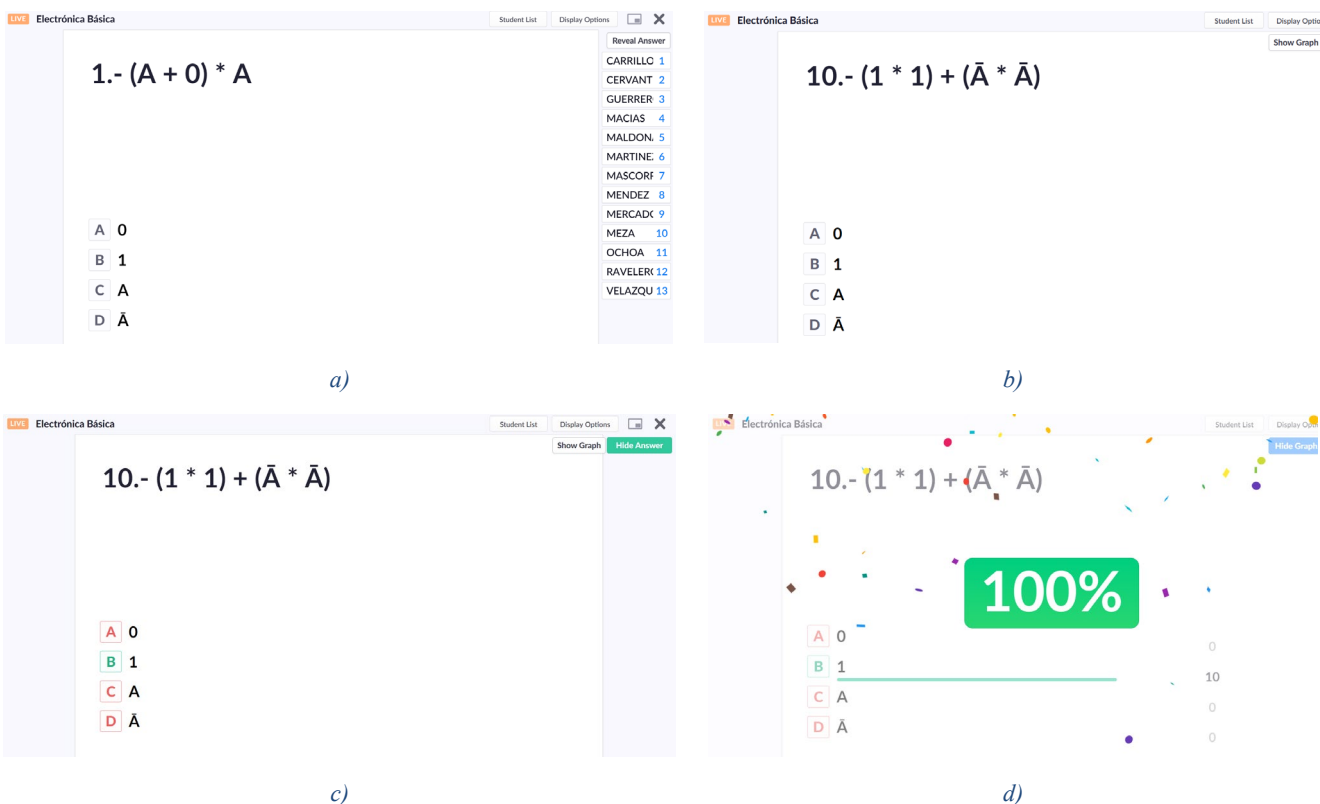 LIVE Electrónica Básica Student List Display Options
Reveal Answer
1.- (A + 0) * A
CARRILLO 1
CERVANT 2
GUERRER 3
MACIAS 4
MALDON 5
MARTINE 6
MASCORF 7
MENDEZ 8
MERCADO 9
MEZA 10
OCHOA 11
RAVELER 12
VELAZQU 13
A 0
B 1
C A
D Ā
a)
LIVE Electrónica Básica Student List Display Optio
Show Graph
10.- (1 * 1) + (Ā * Ā)
A 0
B 1
C A
D Ā
b)
LIVE Electrónica Básica Student List Display Options
Show Graph Hide Answer
10.- (1 * 1) + (Ā * Ā)
A 0
B 1
C A
D Ā
c)
Electrónica Básica Student List Display Opti
Hide Graph
10.- (1 * 1) + (Ā * Ā)
100%
A 0 0
B 1 10
C A 0
D Ā 0
d)